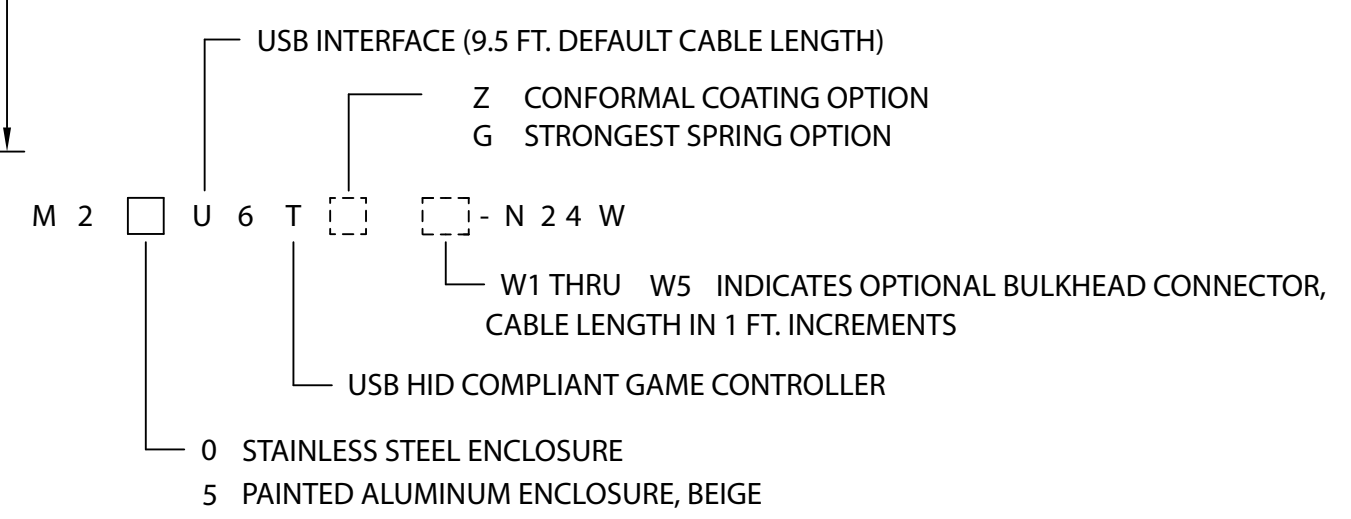 USB INTERFACE (9.5 FT. DEFAULT CABLE LENGTH)
Z CONFORMAL COATING OPTION
G STRONGEST SPRING OPTION
M 2 U 6 T - N 2 4 W
W1 THRU W5 INDICATES OPTIONAL BULKHEAD CONNECTOR,
CABLE LENGTH IN 1 FT. INCREMENTS
USB HID COMPLIANT GAME CONTROLLER
0 STAINLESS STEEL ENCLOSURE
5 PAINTED ALUMINUM ENCLOSURE, BEIGE